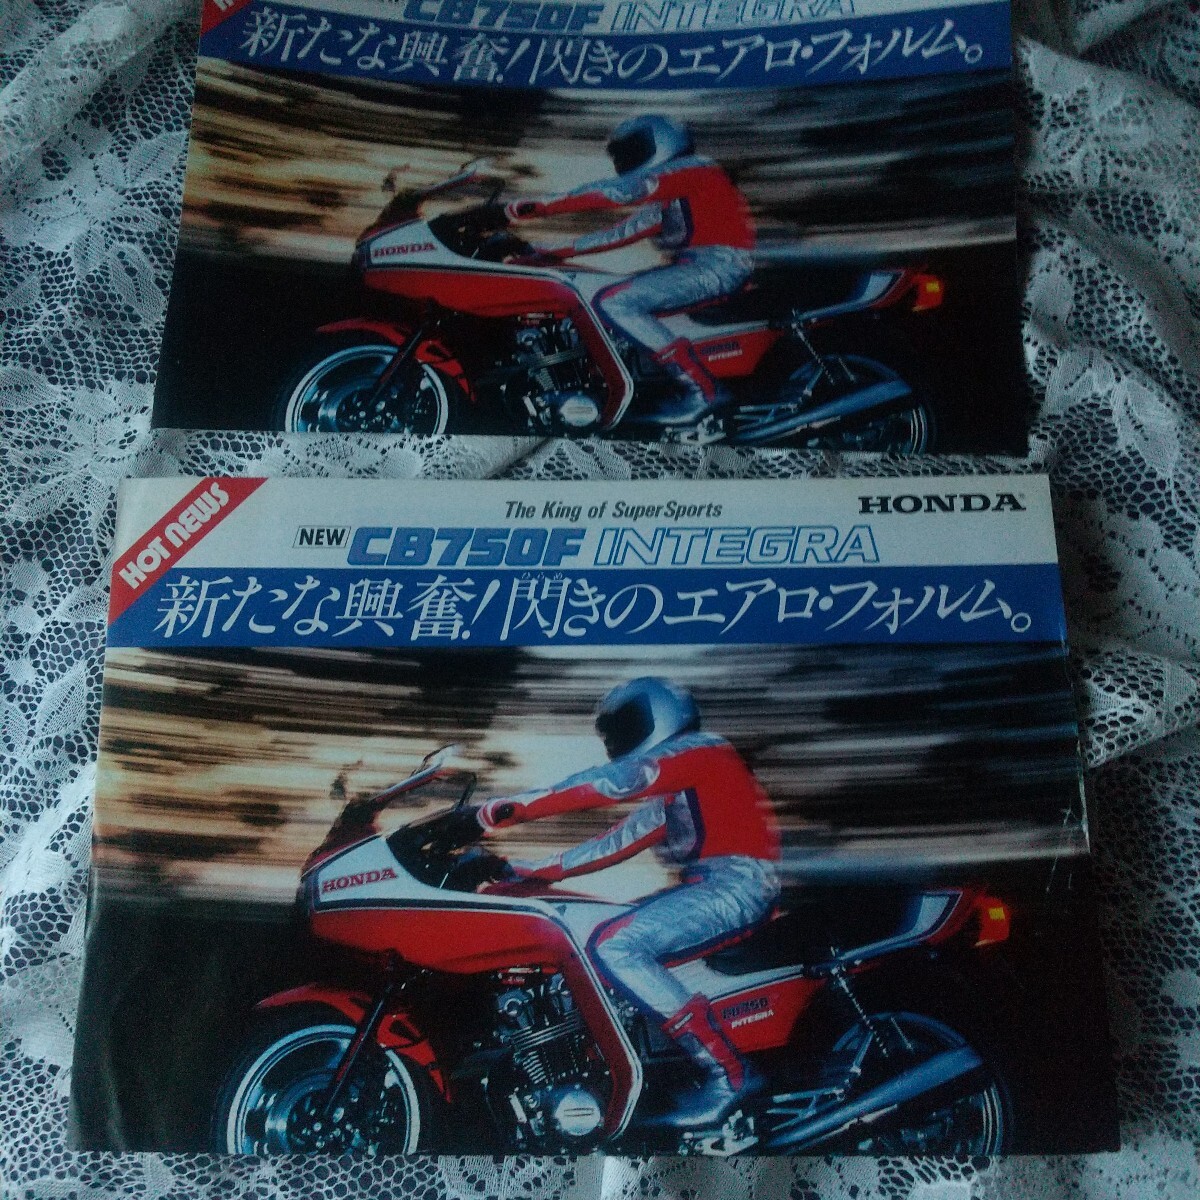 CB750F INTEGRA
新たな興奮!閃きのエアロ・フォルム。
HONDA
INTEGRA
HOT NEWS
The King of SuperSports
HONDA
NEW CB750F INTEGRA
新たな興奮!閃きのエアロ・フォルム。
HONDA
CB750
INTEGRA